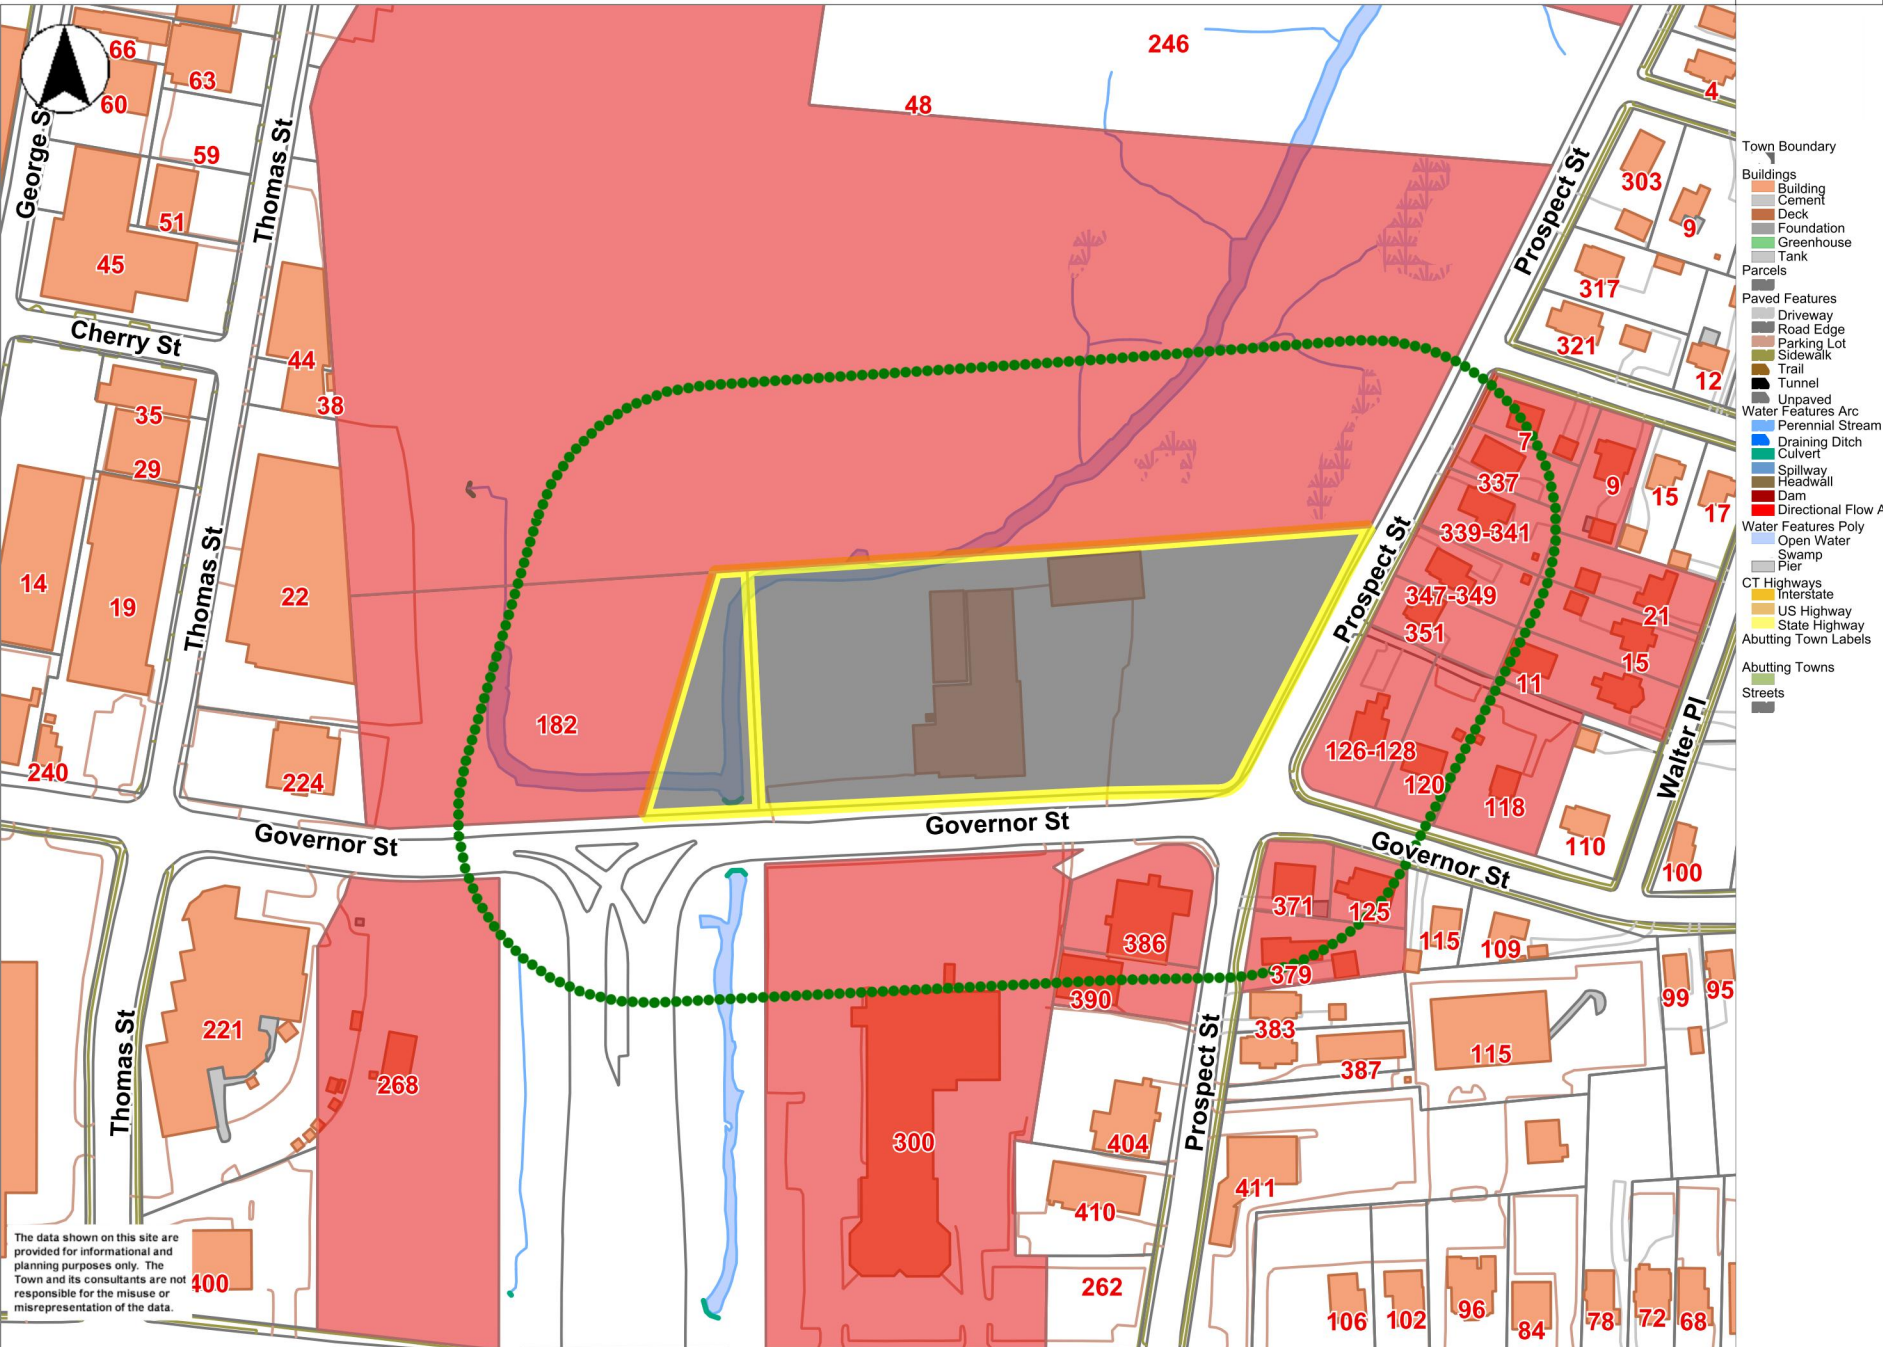 66
63
60
246
48
4
George S
Thomas St
59
Prospect St
303
51
9
45
317
Cherry St
321
44
12
38
35
7
29
337
9
15
17
339-341
Thomas St
Prospect St
14
19
22
347-349
351
21
15
11
182
126-128
240
224
120
118
Walter Pl
Governor St
Governor St
Governor St
110
100
371
125
386
115
109
379
390
99
95
221
383
115
387
Thomas St
268
Prospect St
300
404
411
410
400
262
106
102
96
84
78
72
68
The data shown on this site are
provided for informational and
planning purposes only. The
Town and its consultants are not
responsible for the misuse or
misrepresentation of the data.
Town Boundary
Buildings
Building
Cement
Deck
Foundation
Greenhouse
Tank
Parcels
Paved Features
Driveway
Road Edge
Parking Lot
Sidewalk
Trail
Tunnel
Unpaved
Water Features Arc
Perennial Stream
Draining Ditch
Culvert
Spillway
Headwall
Dam
Directional Flow A
Water Features Poly
Open Water
Swamp
Pier
CT Highways
Interstate
US Highway
State Highway
Abutting Town Labels
Abutting Towns
Streets